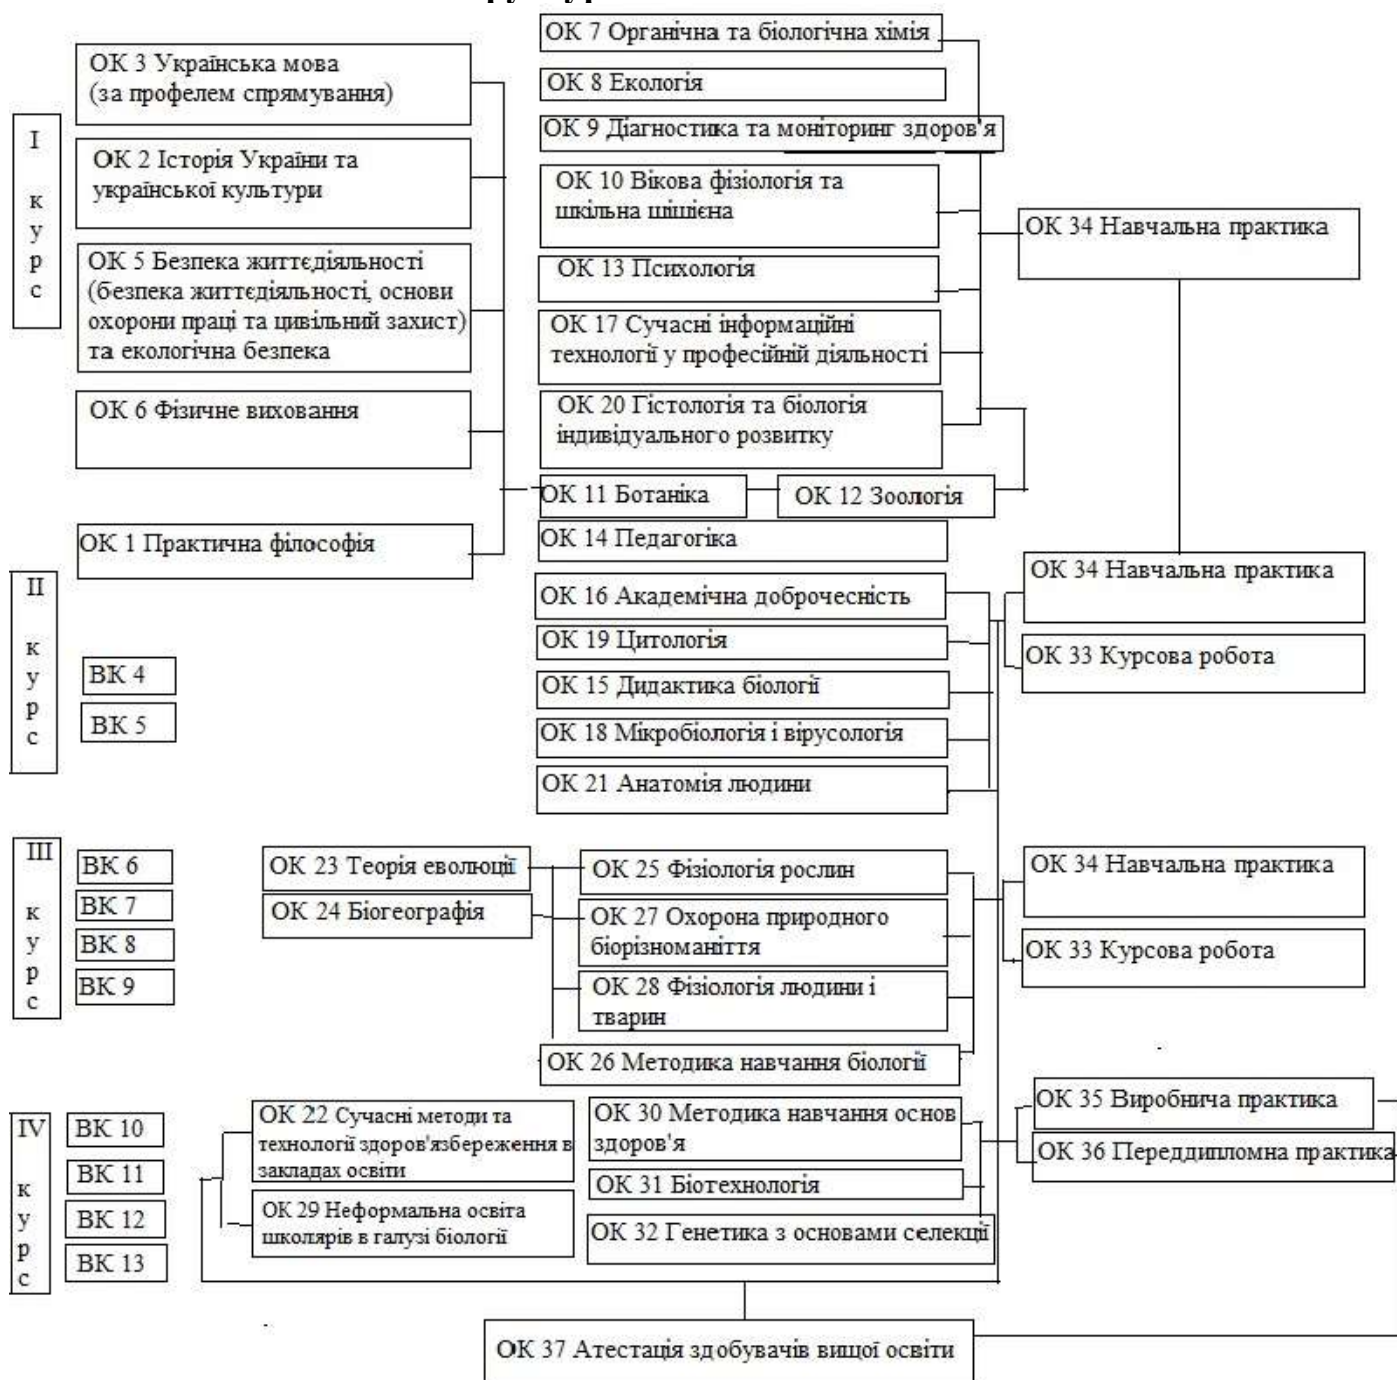 І
к
у
р
с
ОК 3 Українська мова
(за профелем спрямування)
ОК 2 Історія України та
української культури
ОК 5 Безпека життєдіяльності
(безпека життєдіяльності, основи
охорони праці та цивільний захист)
та екологічна безпека
ОК 6 Фізичне виховання
ОК 1 Практична філософія
ОК 7 Органічна та біологічна хімія
ОК 8 Екологія
ОК 9 Діагностика та моніторинг здоров'я
ОК 10 Вікова фізіологія та
шкільна шішієна
ОК 13 Психологія
ОК 17 Сучасні інформаційні
технології у професійній діяльності
ОК 20 Гістологія та біологія
індивідуального розвитку
ОК 11 Ботаніка
ОК 12 Зоологія
ОК 34 Навчальна практика
ІІ
к
у
р
с
ВК 4
ВК 5
ОК 14 Педагогіка
ОК 16 Академічна доброчесність
ОК 19 Цитологія
ОК 15 Дидактика біології
ОК 18 Мікробіологія і вірусологія
ОК 21 Анатомія людини
ОК 34 Навчальна практика
ОК 33 Курсова робота
ІІІ
к
у
р
с
ВК 6
ВК 7
ВК 8
ВК 9
ОК 23 Теорія еволюції
ОК 24 Біогеографія
ОК 25 Фізіологія рослин
ОК 27 Охорона природного
біорізноманіття
ОК 28 Фізіологія людини і
тварин
ОК 26 Методика навчання біології
ОК 34 Навчальна практика
ОК 33 Курсова робота
IV
к
у
р
с
ВК 10
ВК 11
ВК 12
ВК 13
ОК 22 Сучасні методи та
технології здоров'язбереження в
закладах освіти
ОК 29 Неформальна освіта
школярів в галузі біології
ОК 30 Методика навчання основ
здоров'я
ОК 31 Біотехнологія
ОК 32 Генетика з основами селекції
ОК 35 Виробнича практика
ОК 36 Переддипломна практика
ОК 37 Атестація здобувачів вищої освіти